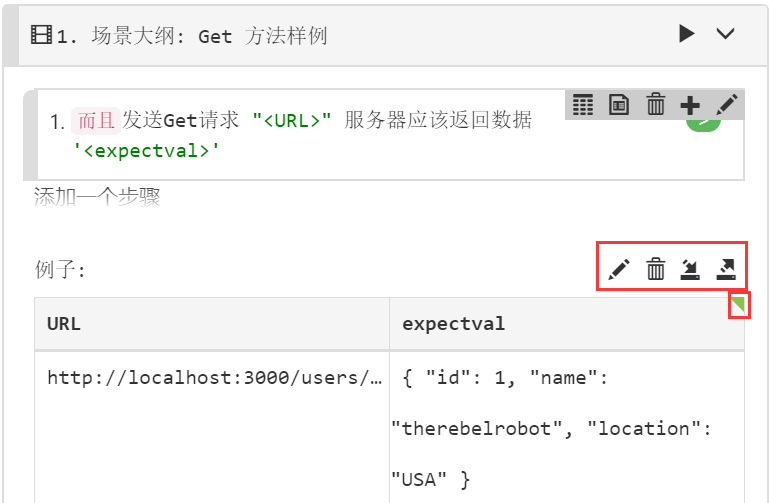 1. 场景大纲: Get 方法样例
1. 而且 发送Get请求 "<URL>" 服务器应该返回数据
'<expectval>'
添加一个步骤
例子:
URL expectval
http://localhost:3000/users/… { "id": 1, "name":
"therebelrobot", "location":
"USA" }